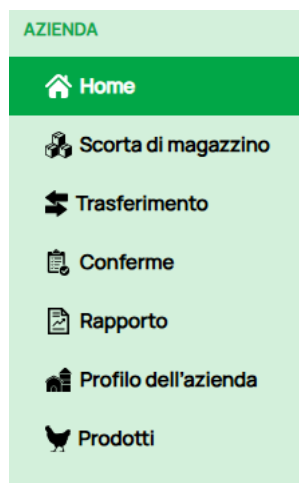 AZIENDA
Home
Scorta di magazzino
Trasferimento
Conferme
Rapporto
Profilo dell'azienda
Prodotti